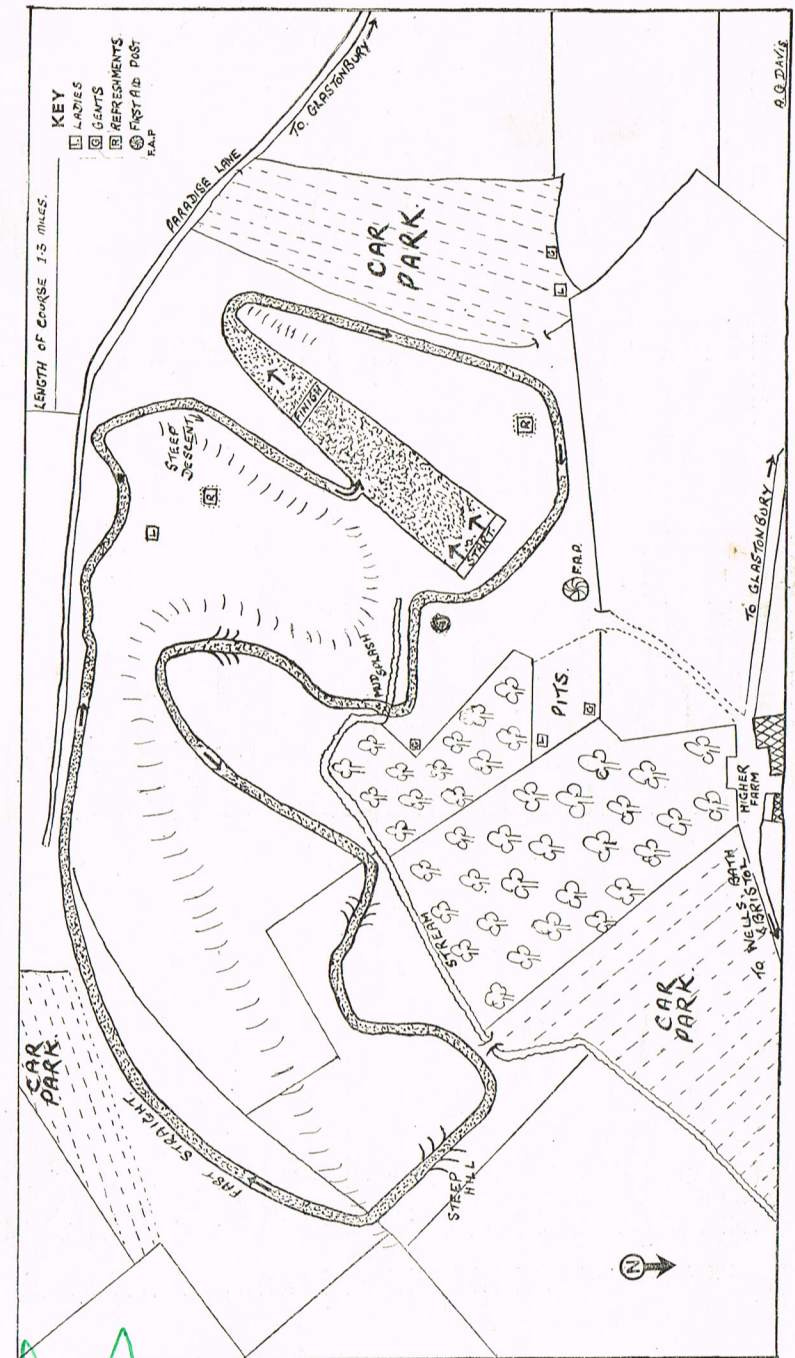 LENGTH OF COURSE 1·3 MILES.
KEY
L LADIES
G GENTS
R REFRESHMENTS.
FIRST AID POST
F.A.P
TO GLASTONBURY
PARADISE LANE
CAR
PARK.
G
L
STEEP
DESCENT
FINISH
R
R
L
START.
F.A.P.
MUD SPLASH
PITS.
L
G
G
STREAM
TO GLASTONBURY
HIGHER
FARM
TO WELLS, BATH
& BRISTOL
CAR
PARK.
CAR
PARK.
FAST STRAIGHT
STEEP
HILL
N
A.G. DAVIS.